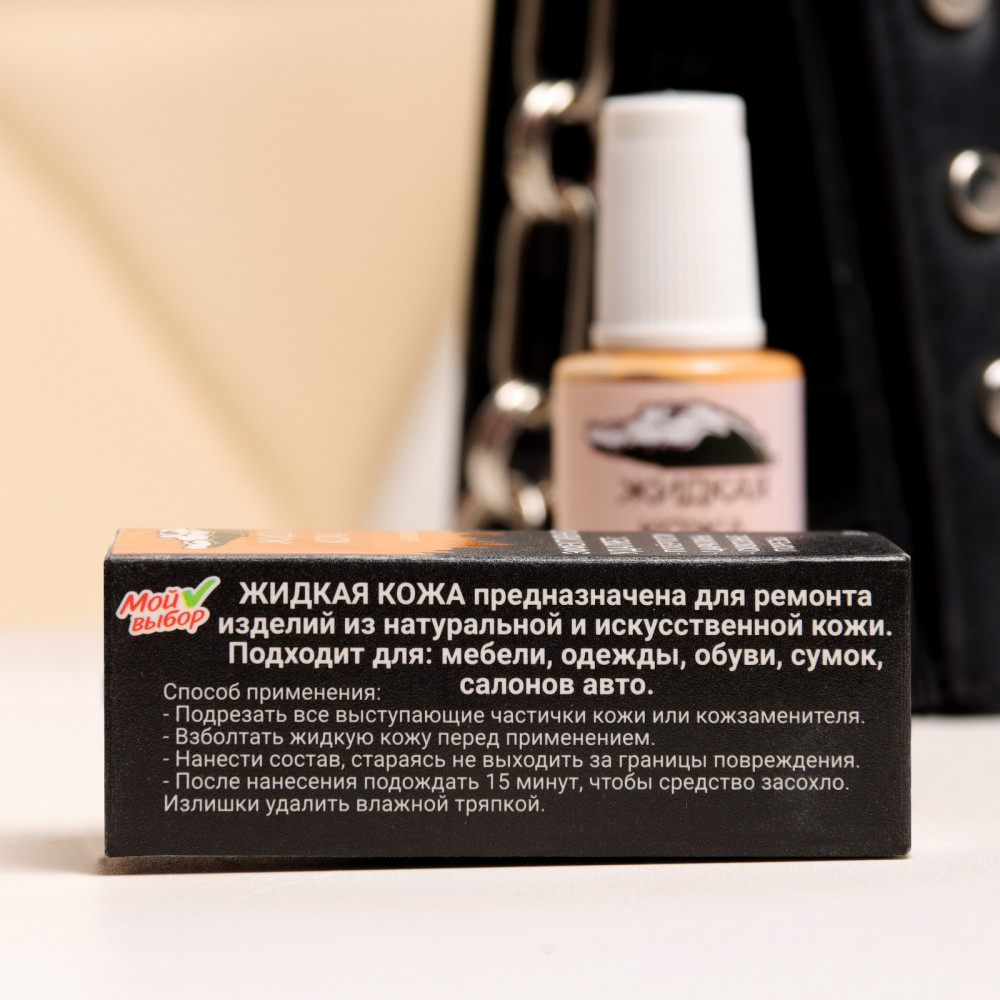 ЖИДКАЯ
КОЖА
Мой
выбор
ЖИДКАЯ КОЖА предназначена для ремонта
изделий из натуральной и искусственной кожи.
Подходит для: мебели, одежды, обуви, сумок,
салонов авто.
Способ применения:
- Подрезать все выступающие частички кожи или кожзаменителя.
- Взболтать жидкую кожу перед применением.
- Нанести состав, стараясь не выходить за границы повреждения.
- После нанесения подождать 15 минут, чтобы средство засохло.
Излишки удалить влажной тряпкой.